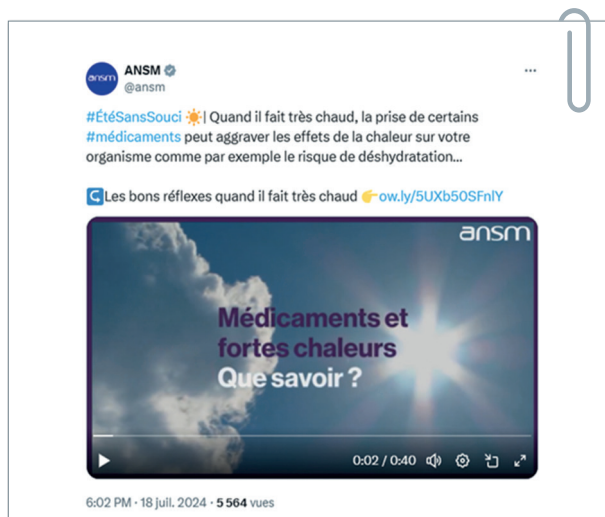 ansm
ANSM
@ansm
#ÉtéSansSouci ☀️| Quand il fait très chaud, la prise de certains
#médicaments peut aggraver les effets de la chaleur sur votre
organisme comme par exemple le risque de déshydratation...
Les bons réflexes quand il fait très chaud 👉ow.ly/5UXb50SFnlY
ansm
Médicaments et
fortes chaleurs
Que savoir ?
0:02 / 0:40
6:02 PM · 18 juil. 2024 · 5 564 vues